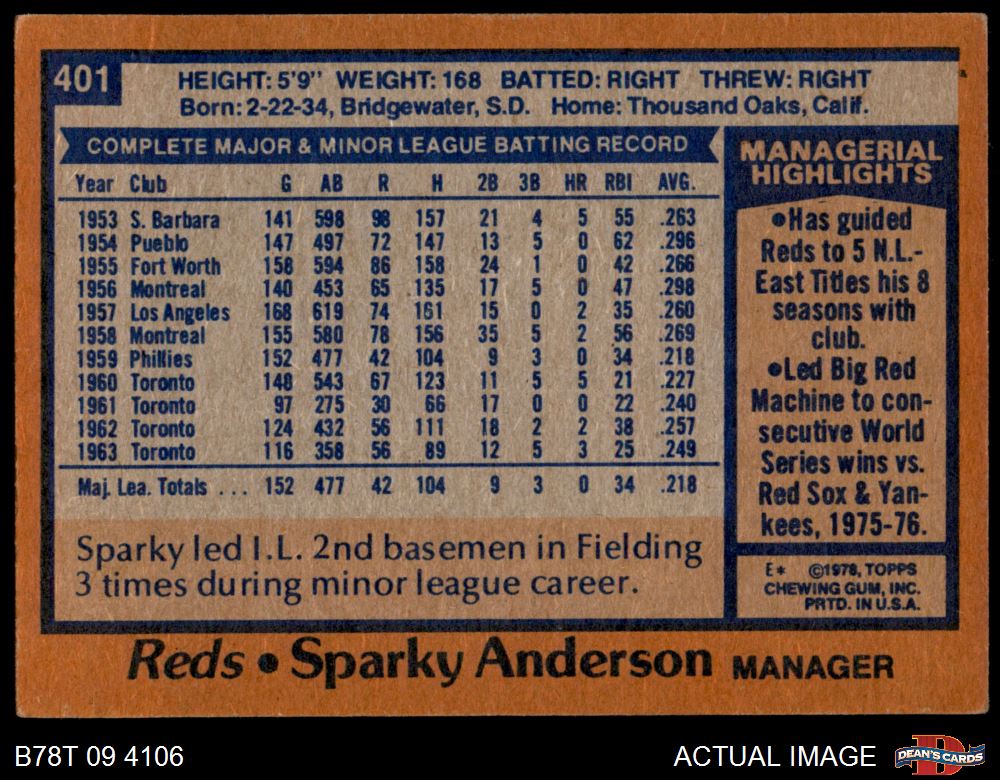 401
HEIGHT: 5'9" WEIGHT: 168 BATTED: RIGHT THREW: RIGHT
Born: 2-22-34, Bridgewater, S.D. Home: Thousand Oaks, Calif.
COMPLETE MAJOR & MINOR LEAGUE BATTING RECORD
Year Club G AB R H 2B 3B HR RBI AVG.
1953 S. Barbara 141 598 98 157 21 4 5 55 .263
1954 Pueblo 147 497 72 147 13 5 0 62 .296
1955 Fort Worth 158 594 86 158 24 1 0 42 .266
1956 Montreal 140 453 65 135 17 5 0 47 .298
1957 Los Angeles 168 619 74 161 15 0 2 35 .260
1958 Montreal 155 580 78 156 35 5 2 56 .269
1959 Phillies 152 477 42 104 9 3 0 34 .218
1960 Toronto 148 543 67 123 11 5 5 21 .227
1961 Toronto 97 275 30 66 17 0 0 22 .240
1962 Toronto 124 432 56 111 18 2 2 38 .257
1963 Toronto 116 358 56 89 12 5 3 25 .249
Maj. Lea. Totals ... 152 477 42 104 9 3 0 34 .218
Sparky led I.L. 2nd basemen in Fielding
3 times during minor league career.
MANAGERIAL
HIGHLIGHTS
•Has guided
Reds to 5 N.L.-
East Titles his 8
seasons with
club.
•Led Big Red
Machine to con-
secutive World
Series wins vs.
Red Sox & Yan-
kees, 1975-76.
E* ©1978, TOPPS
CHEWING GUM, INC.
PRTD. IN U.S.A.
Reds • Sparky Anderson MANAGER
B78T 09 4106
ACTUAL IMAGE
D
DEAN'S CARDS